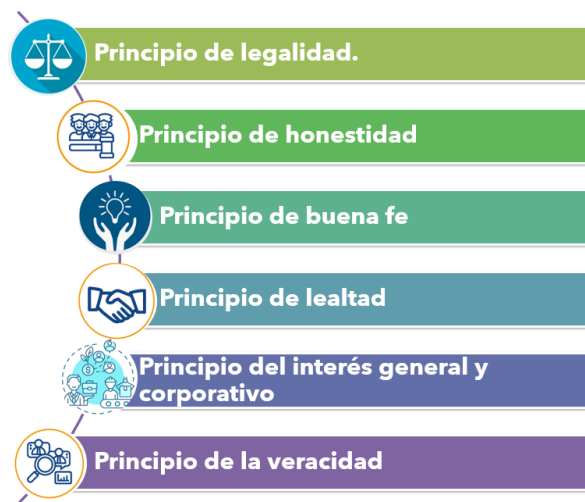 Principio de legalidad.
Principio de honestidad
Principio de buena fe
Principio de lealtad
Principio del interés general y
corporativo
Principio de la veracidad